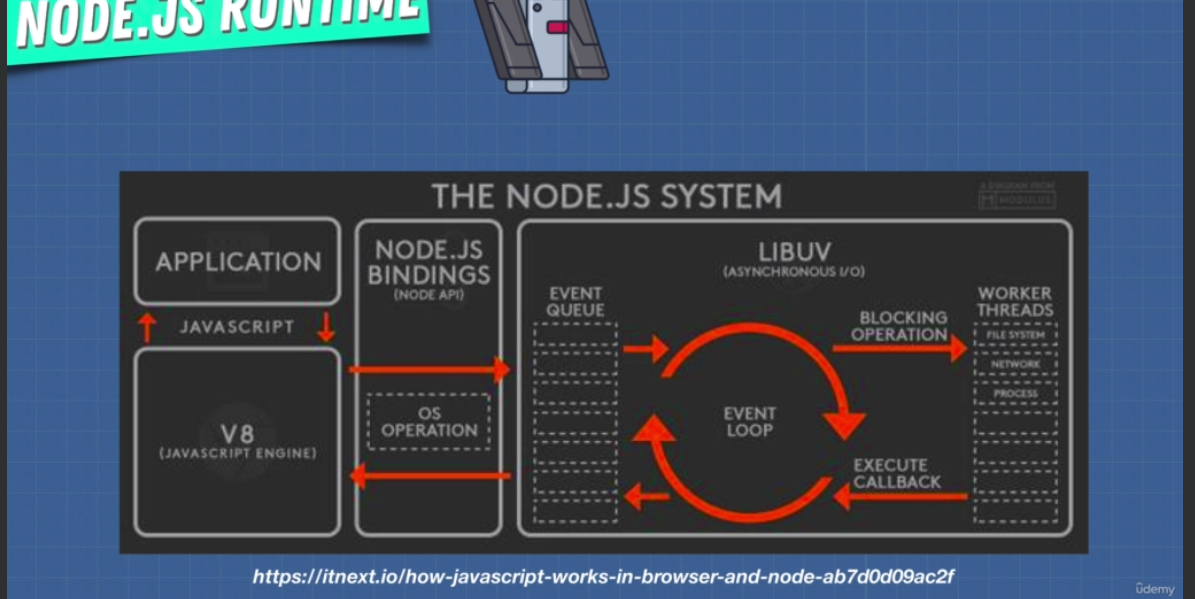 NODE.JS RUNTIME
THE NODE.JS SYSTEM
A DIAGRAM FROM
MODULUS
APPLICATION
JAVASCRIPT
V8
(JAVASCRIPT ENGINE)
NODE.JS
BINDINGS
(NODE API)
OS
OPERATION
LIBUV
(ASYNCHRONOUS I/O)
EVENT
QUEUE
EVENT
LOOP
BLOCKING
OPERATION
EXECUTE
CALLBACK
WORKER
THREADS
FILE SYSTEM
NETWORK
PROCESS
https://itnext.io/how-javascript-works-in-browser-and-node-ab7d0d09ac2f
ûdemy